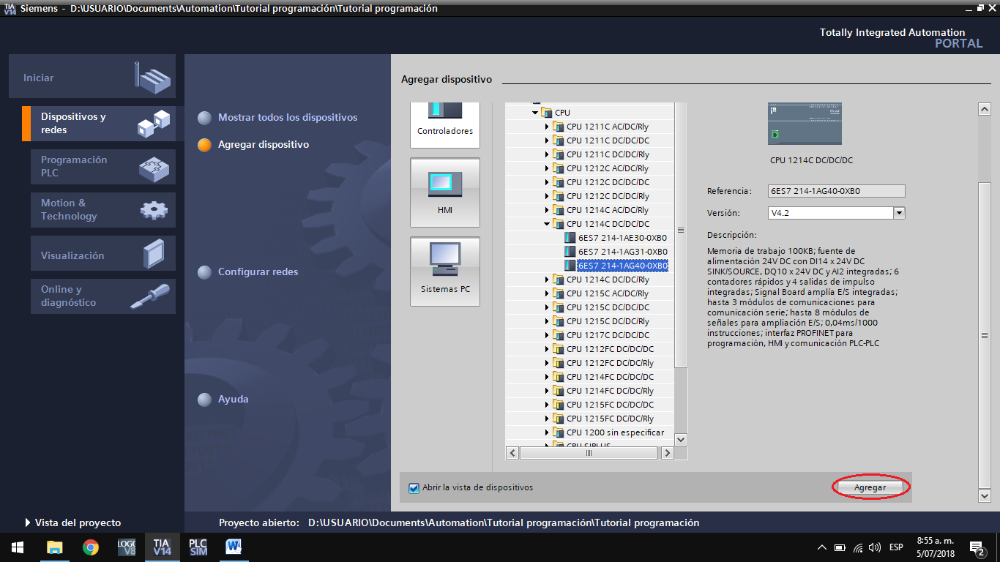 TIA V14 Siemens - D:\USUARIO\Documents\Automation\Tutorial programación\Tutorial programación
Totally Integrated Automation
PORTAL
Iniciar
Dispositivos y
redes
Programación
PLC
Motion &
Technology
Visualización
Online y
diagnóstico
Vista del proyecto
Mostrar todos los dispositivos
Agregar dispositivo
Configurar redes
Ayuda
Agregar dispositivo
Controladores
HMI
Sistemas PC
CPU
CPU 1211C AC/DC/Rly
CPU 1211C DC/DC/DC
CPU 1211C DC/DC/Rly
CPU 1212C AC/DC/Rly
CPU 1212C DC/DC/DC
CPU 1212C DC/DC/Rly
CPU 1214C AC/DC/Rly
CPU 1214C DC/DC/DC
6ES7 214-1AE30-0XB0
6ES7 214-1AG31-0XB0
6ES7 214-1AG40-0XB0
CPU 1214C DC/DC/Rly
CPU 1215C AC/DC/Rly
CPU 1215C DC/DC/DC
CPU 1215C DC/DC/Rly
CPU 1217C DC/DC/DC
CPU 1212FC DC/DC/DC
CPU 1212FC DC/DC/Rly
CPU 1214FC DC/DC/DC
CPU 1214FC DC/DC/Rly
CPU 1215FC DC/DC/DC
CPU 1215FC DC/DC/Rly
CPU 1200 sin especificar
CPU SIPLUS
CPU 1214C DC/DC/DC
Referencia: 6ES7 214-1AG40-0XB0
Versión: V4.2
Descripción:
Memoria de trabajo 100KB; fuente de
alimentación 24V DC con DI14 x 24V DC
SINK/SOURCE, DQ10 x 24V DC y AI2 integradas; 6
contadores rápidos y 4 salidas de impulso
integradas; Signal Board amplía E/S integradas;
hasta 3 módulos de comunicaciones para
comunicación serie; hasta 8 módulos de
señales para ampliación E/S; 0,04ms/1000
instrucciones; interfaz PROFINET para
programación, HMI y comunicación PLC-PLC
Abrir la vista de dispositivos
Agregar
Proyecto abierto: D:\USUARIO\Documents\Automation\Tutorial programación\Tutorial programación
LOGO V8
TIA V14
PLC SIM
ESP
8:55 a. m.
5/07/2018
2